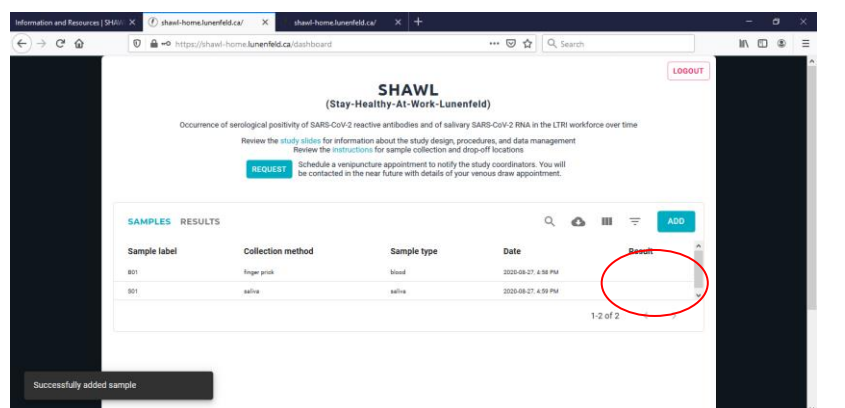 Information and Resources | SHAWL
shawl-home.lunenfeld.ca/
shawl-home.lunenfeld.ca/
https://shawl-home.lunenfeld.ca/dashboard
Search
LOGOUT
SHAWL
(Stay-Healthy-At-Work-Lunenfeld)
Occurrence of serological positivity of SARS-CoV-2 reactive antibodies and of salivary SARS-CoV-2 RNA in the LTRI workforce over time
Review the study slides for information about the study design, procedures, and data management
Review the instructions for sample collection and drop-off locations
REQUEST
Schedule a venipuncture appointment to notify the study coordinators. You will
be contacted in the near future with details of your venous draw appointment.
SAMPLES RESULTS
ADD
Sample label Collection method Sample type Date Result
finger prick blood 2020-08-27, 4:58 PM
saliva saliva 2020-08-27, 4:59 PM
1-2 of 2
Successfully added sample